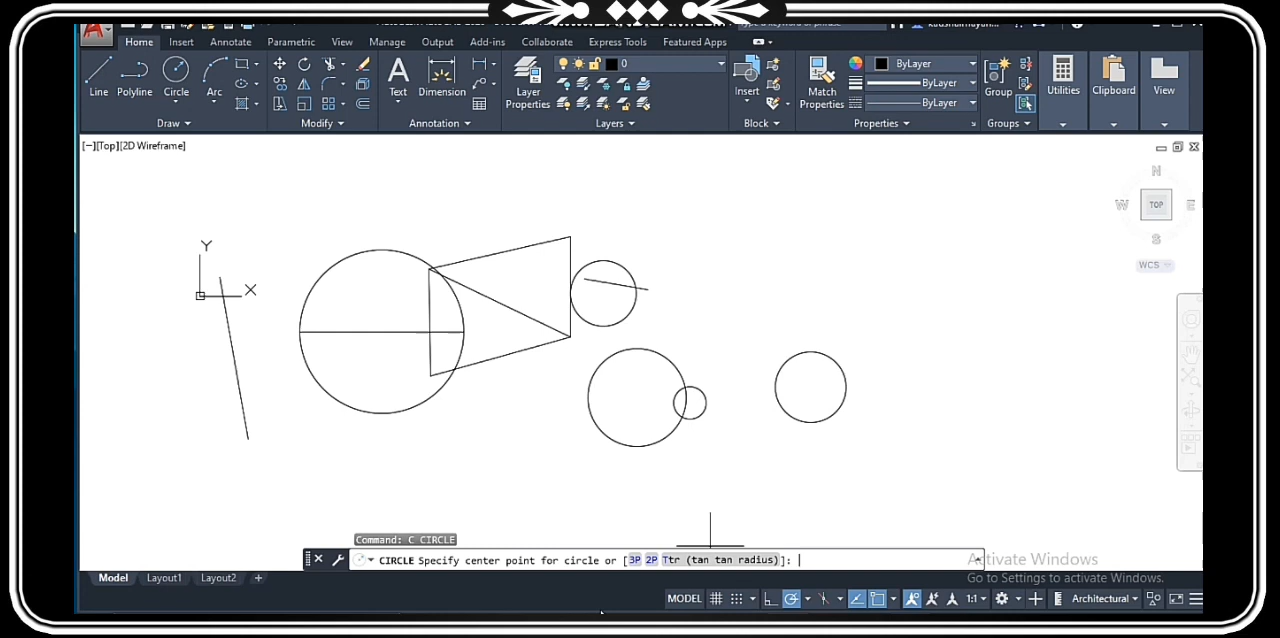 Home Insert Annotate Parametric View Manage Output Add-ins Collaborate Express Tools Featured Apps
Line Polyline Circle Arc Text Dimension Layer Properties 0 Insert Match Properties ByLayer Group Utilities Clipboard View
ByLayer
ByLayer
Draw Modify Annotation Layers Block Properties Groups
[−][Top][2D Wireframe]
N
W TOP E
S
WCS
Y
X
Command: C CIRCLE
CIRCLE Specify center point for circle or [3P 2P Ttr (tan tan radius)]:
Activate Windows
Go to Settings to activate Windows.
Model Layout1 Layout2 +
MODEL 1:1 Architectural